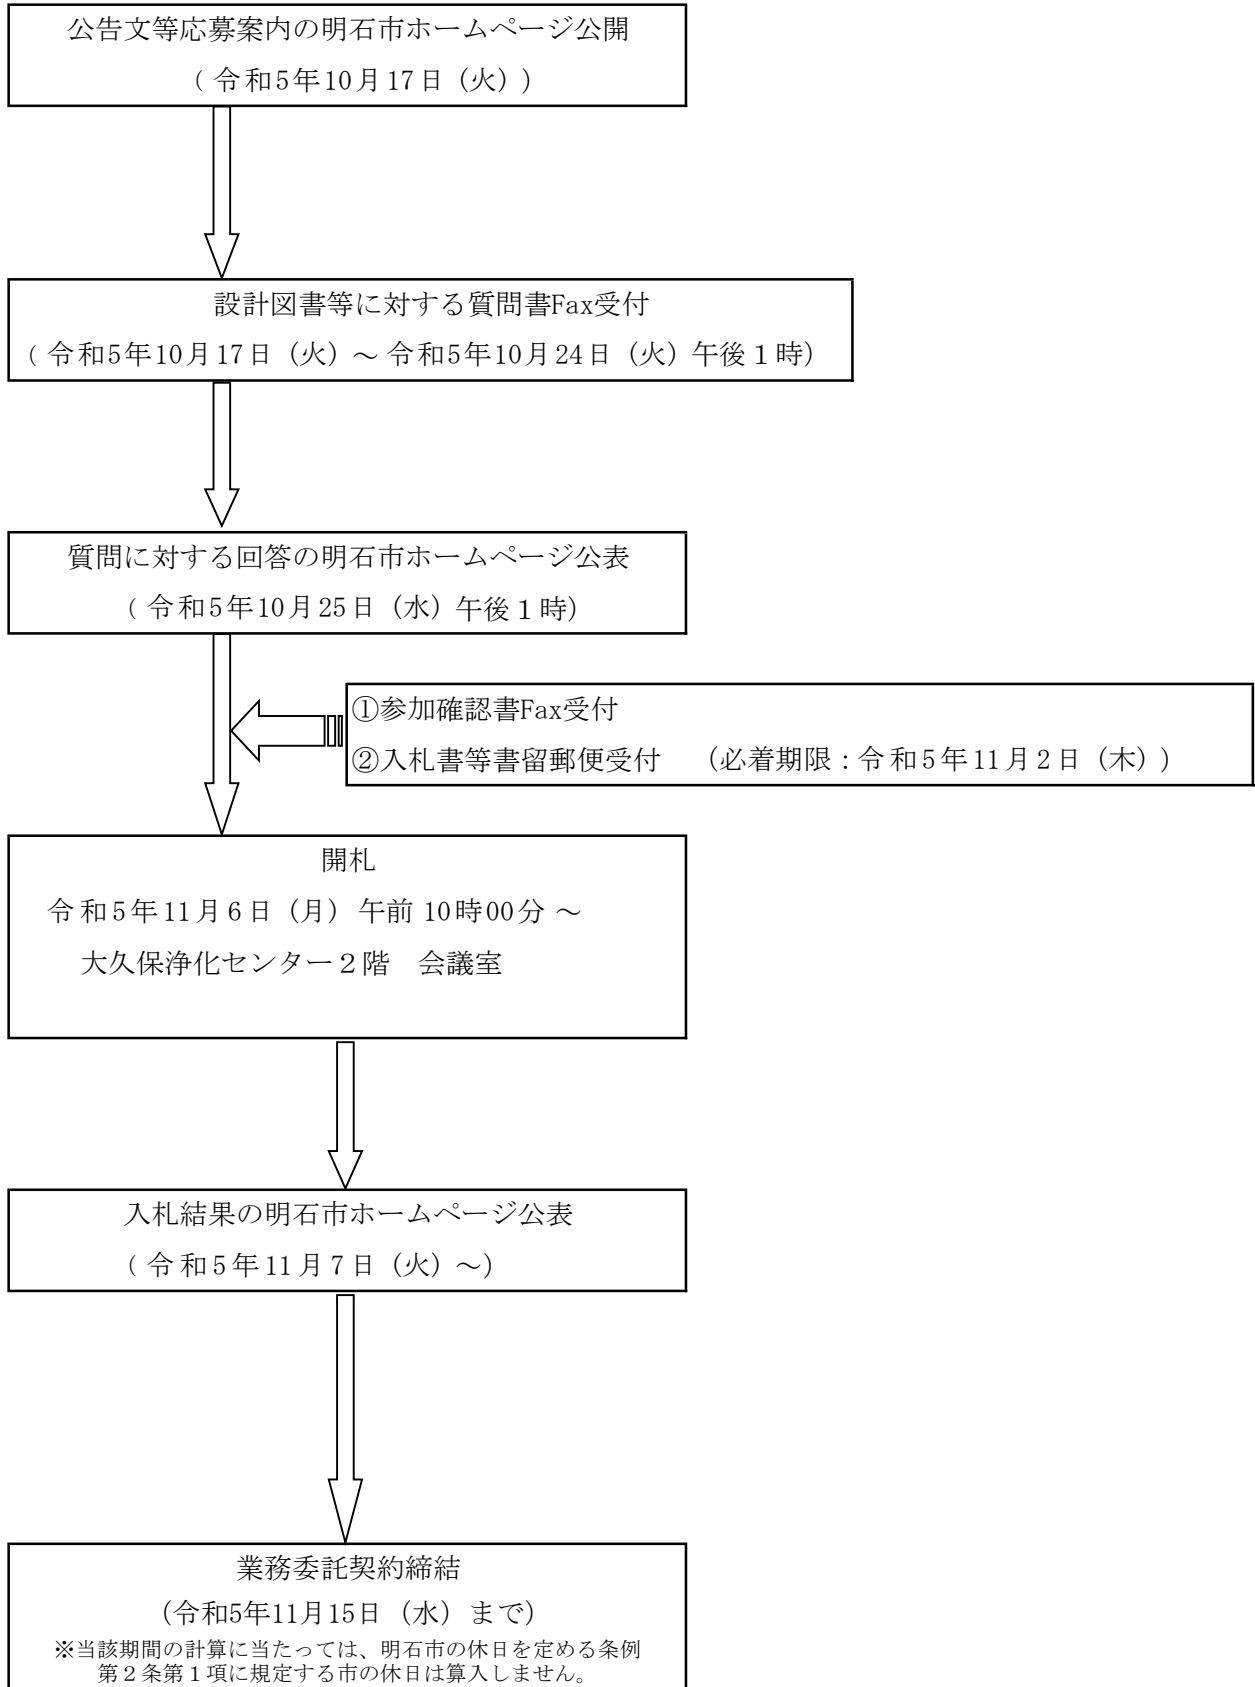 公告文等応募案内の明石市ホームページ公開
（令和5年10月17日（火））
設計図書等に対する質問書Fax受付
（令和5年10月17日（火）～令和5年10月24日（火）午後１時）
質問に対する回答の明石市ホームページ公表
（令和5年10月25日（水）午後１時）
①参加確認書Fax受付
②入札書等書留郵便受付　（必着期限：令和5年11月2日（木））
開札
令和5年11月6日（月）午前10時00分～
大久保浄化センター２階　会議室
入札結果の明石市ホームページ公表
（令和5年11月7日（火）～）
業務委託契約締結
（令和5年11月15日（水）まで）
※当該期間の計算に当たっては、明石市の休日を定める条例
第２条第１項に規定する市の休日は算入しません。